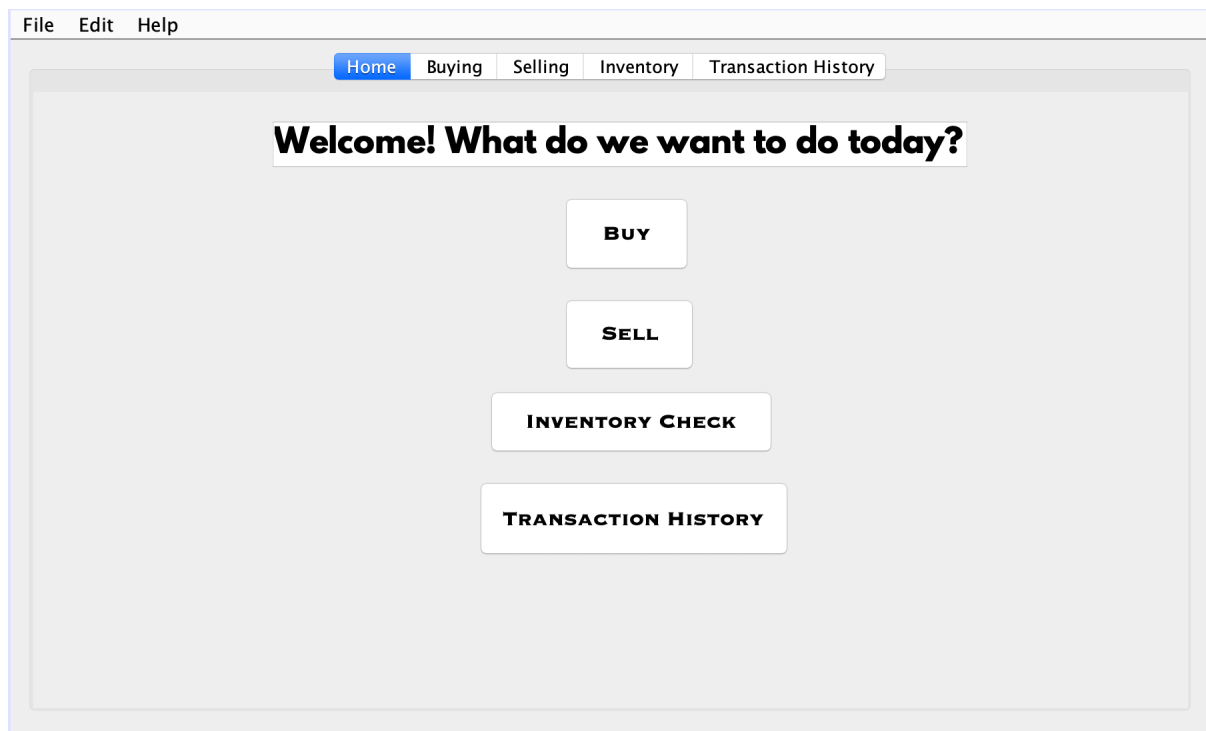 File Edit Help
Home Buying Selling Inventory Transaction History
Welcome! What do we want to do today?
Buy
Sell
Inventory Check
Transaction History